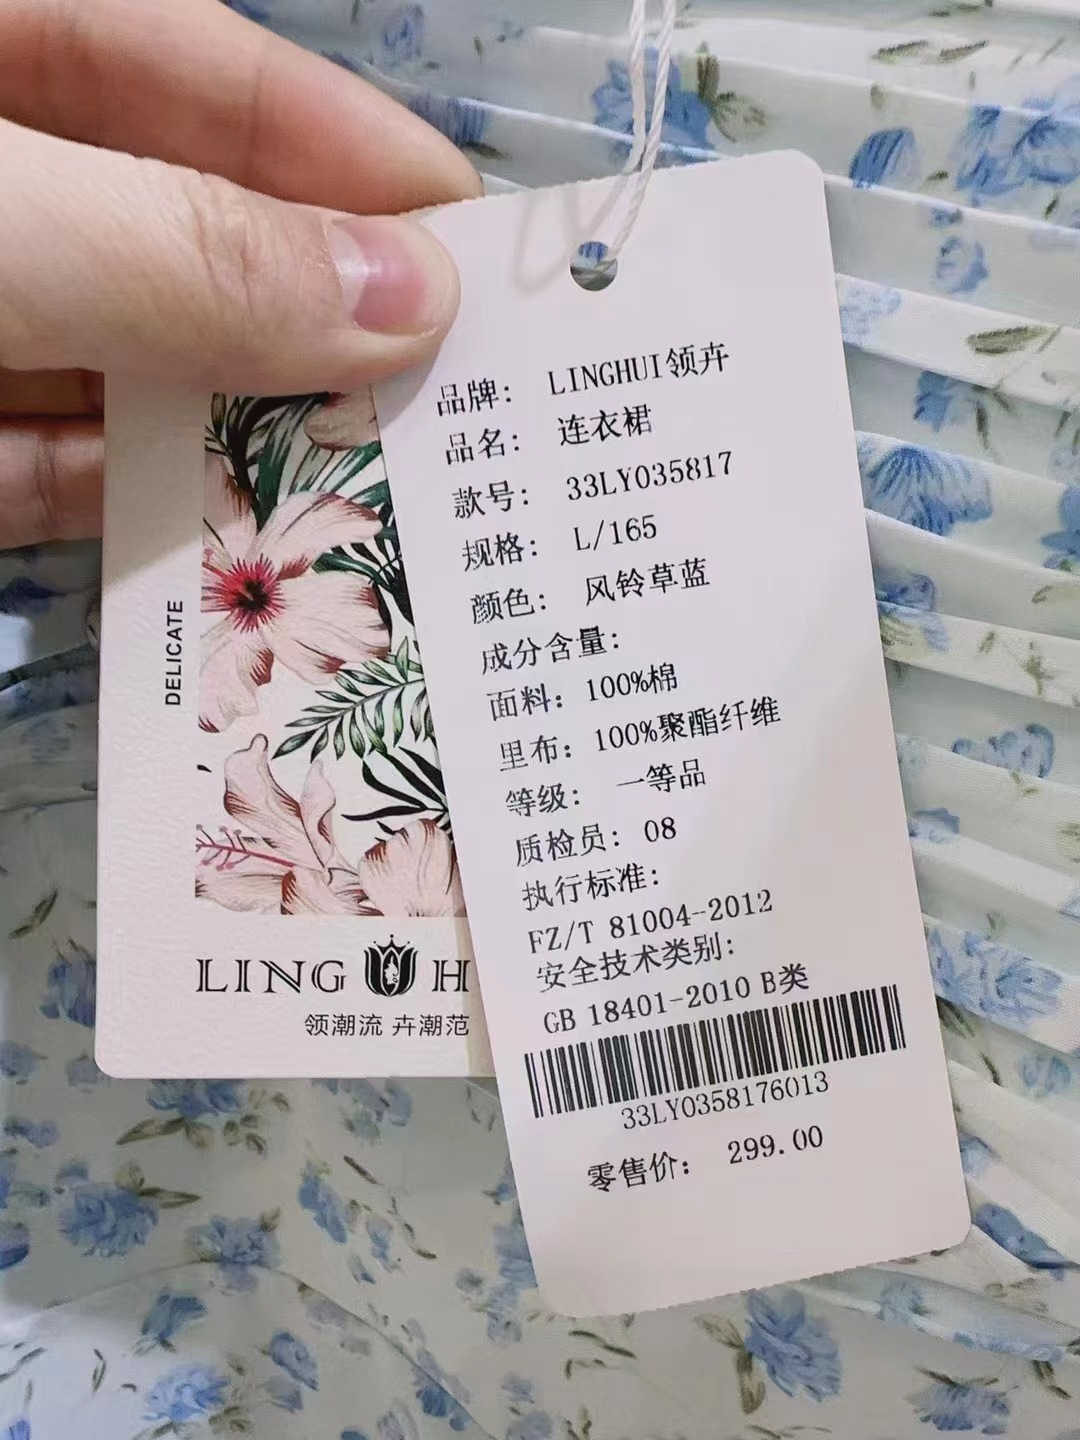 品牌: LINGHUI领卉
品名: 连衣裙
款号: 33LY035817
规格: L/165
颜色: 风铃草蓝
成分含量:
面料: 100%棉
里布: 100%聚酯纤维
等级: 一等品
质检员: 08
执行标准:
FZ/T 81004-2012
安全技术类别:
GB 18401-2010 B类
33LY0358176013
零售价: 299.00
DELICATE
LING H
领潮流 卉潮范